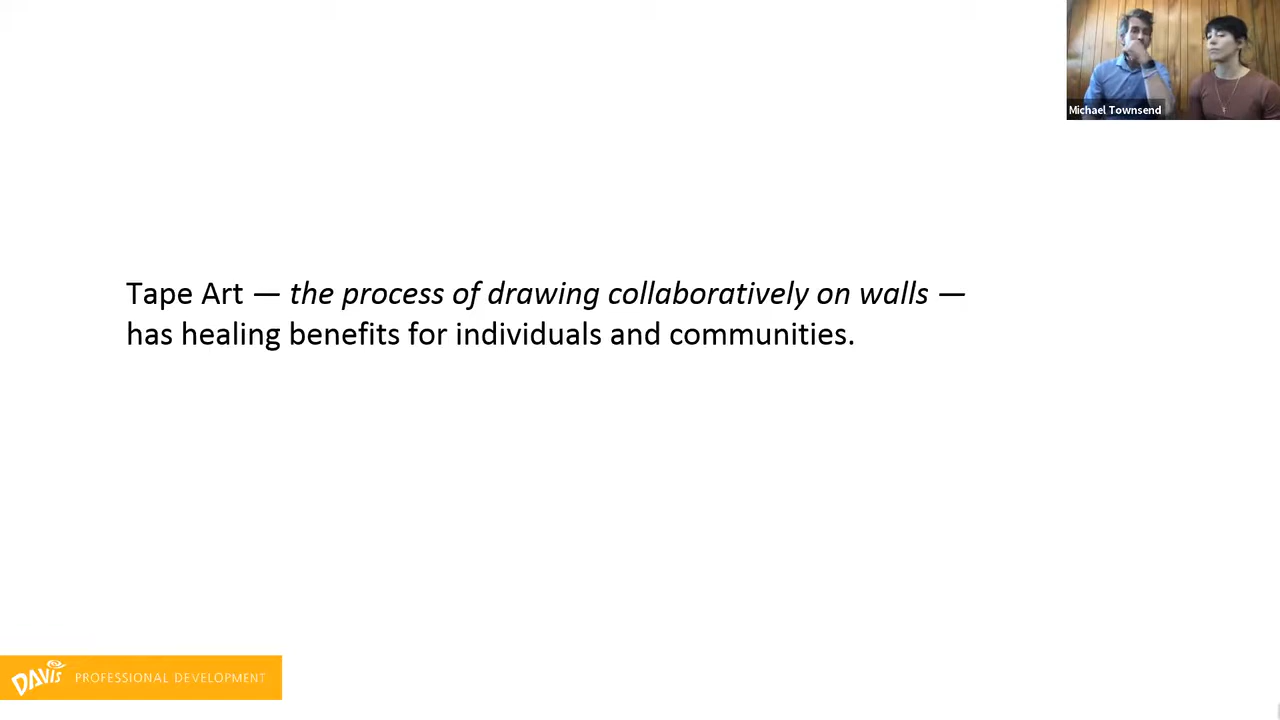 Michael Townsend
Tape Art — the process of drawing collaboratively on walls —
has healing benefits for individuals and communities.
DAVIS PROFESSIONAL DEVELOPMENT